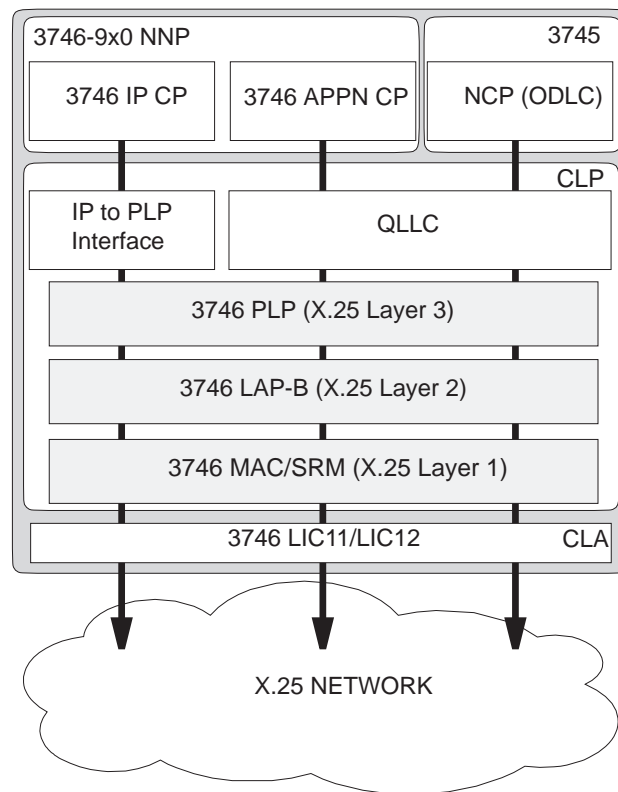 3746-9x0 NNP
3745
3746 IP CP
3746 APPN CP
NCP (ODLC)
CLP
IP to PLP
Interface
QLLC
3746 PLP (X.25 Layer 3)
3746 LAP-B (X.25 Layer 2)
3746 MAC/SRM (X.25 Layer 1)
3746 LIC11/LIC12
CLA
X.25 NETWORK